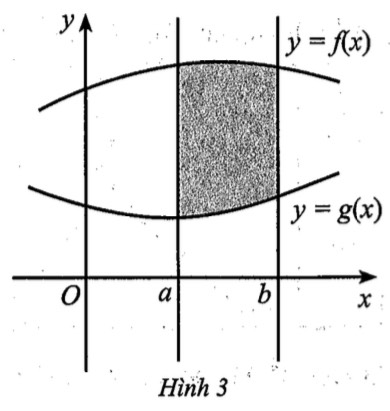 y
y = f(x)
y = g(x)
O
a
b
x
Hình 3